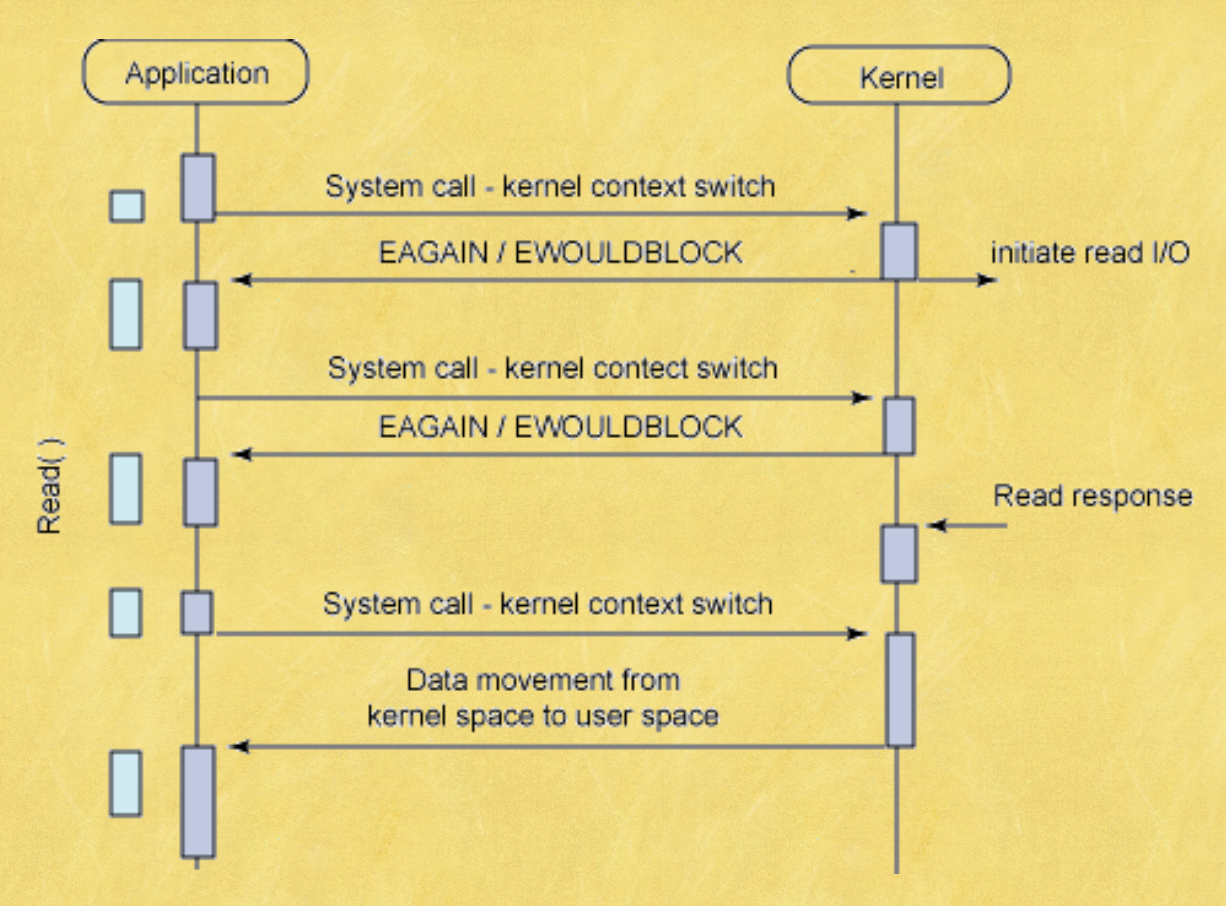 Application
Kernel
System call - kernel context switch
EAGAIN / EWOULDBLOCK
initiate read I/O
System call - kernel contect switch
EAGAIN / EWOULDBLOCK
Read( )
Read response
System call - kernel context switch
Data movement from
kernel space to user space